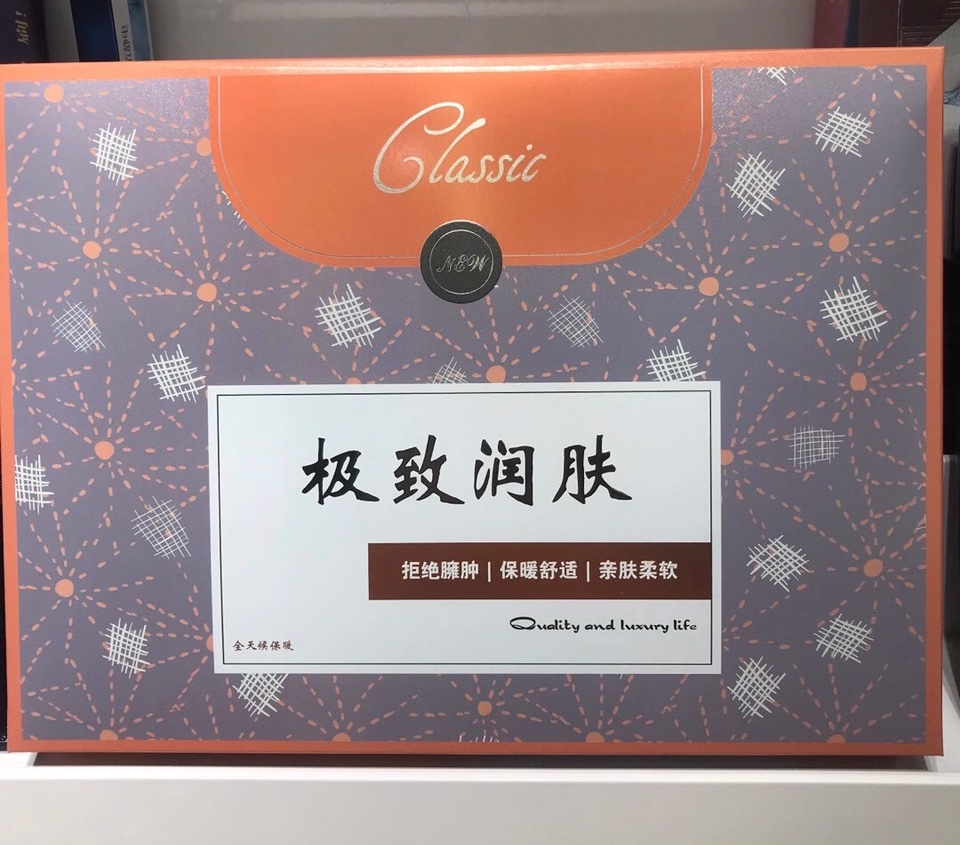 Classic
NEW
极致润肤
拒绝臃肿 | 保暖舒适 | 亲肤柔软
Quality and luxury life
全天候保暖